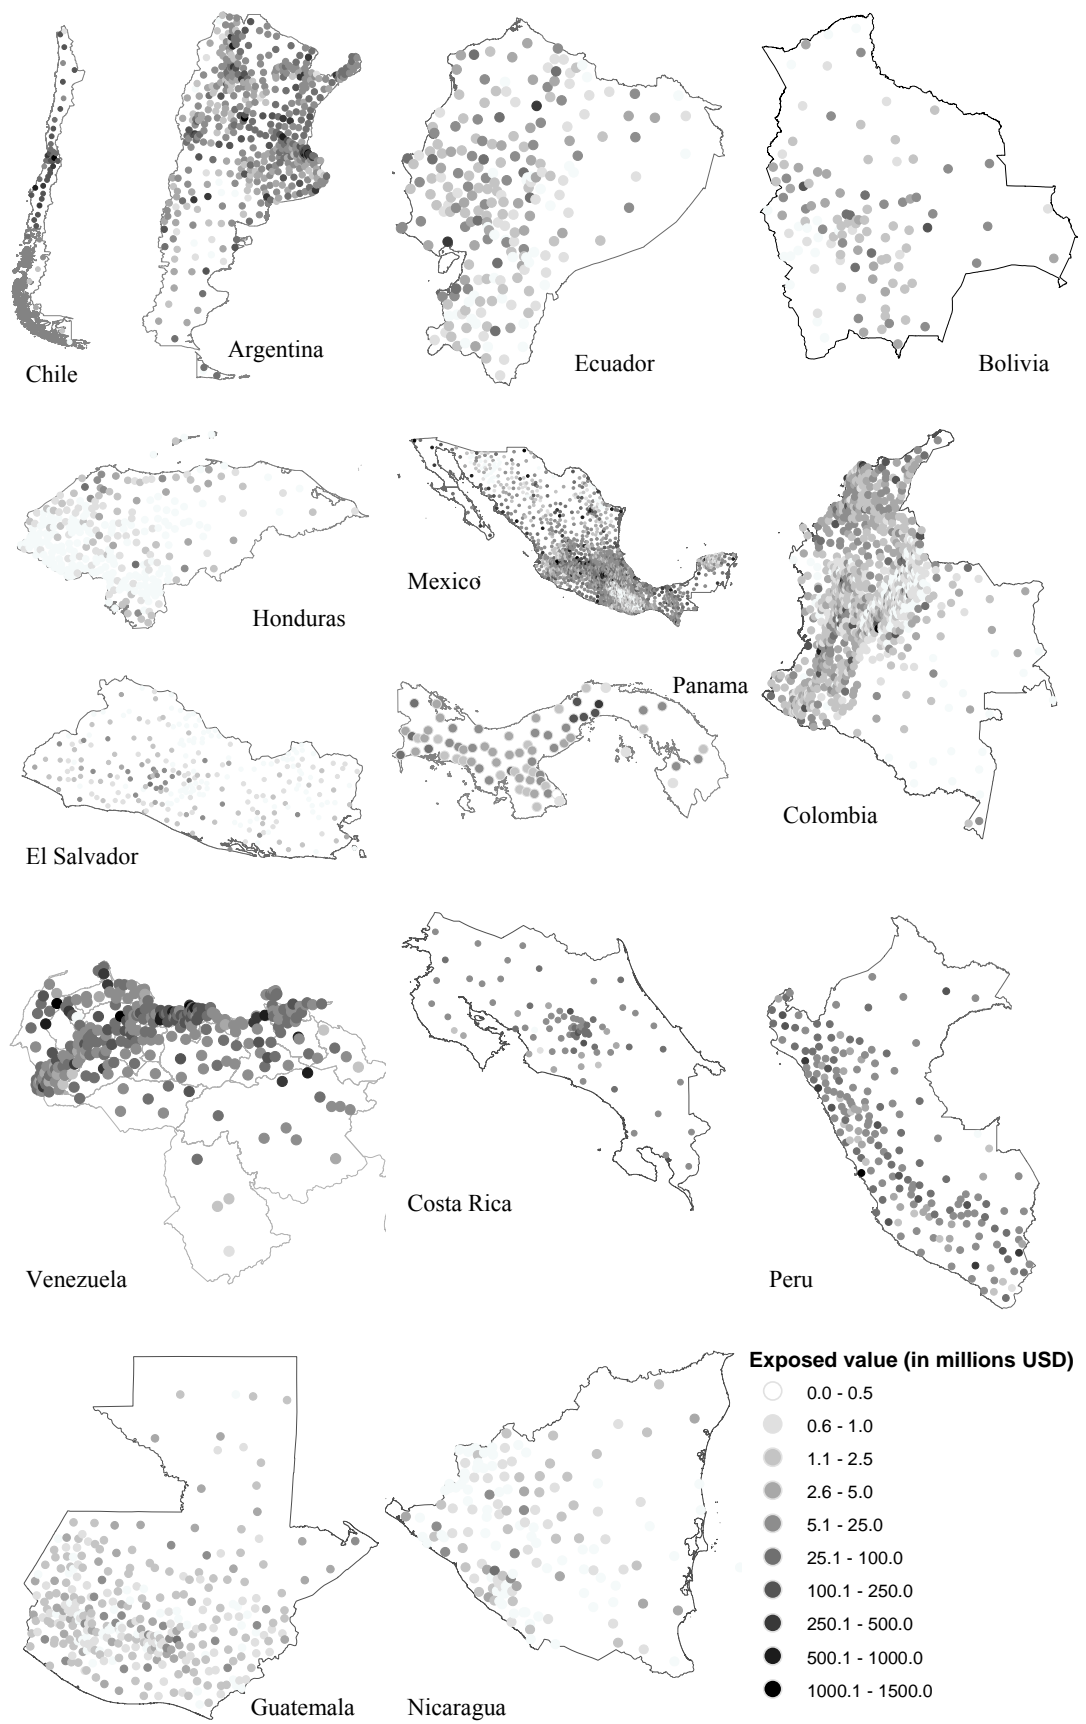 Chile
Argentina
Ecuador
Bolivia
Honduras
Mexico
Panama
El Salvador
Colombia
Venezuela
Costa Rica
Peru
Exposed value (in millions USD)
0.0 - 0.5
0.6 - 1.0
1.1 - 2.5
2.6 - 5.0
5.1 - 25.0
25.1 - 100.0
100.1 - 250.0
250.1 - 500.0
500.1 - 1000.0
1000.1 - 1500.0
Guatemala
Nicaragua